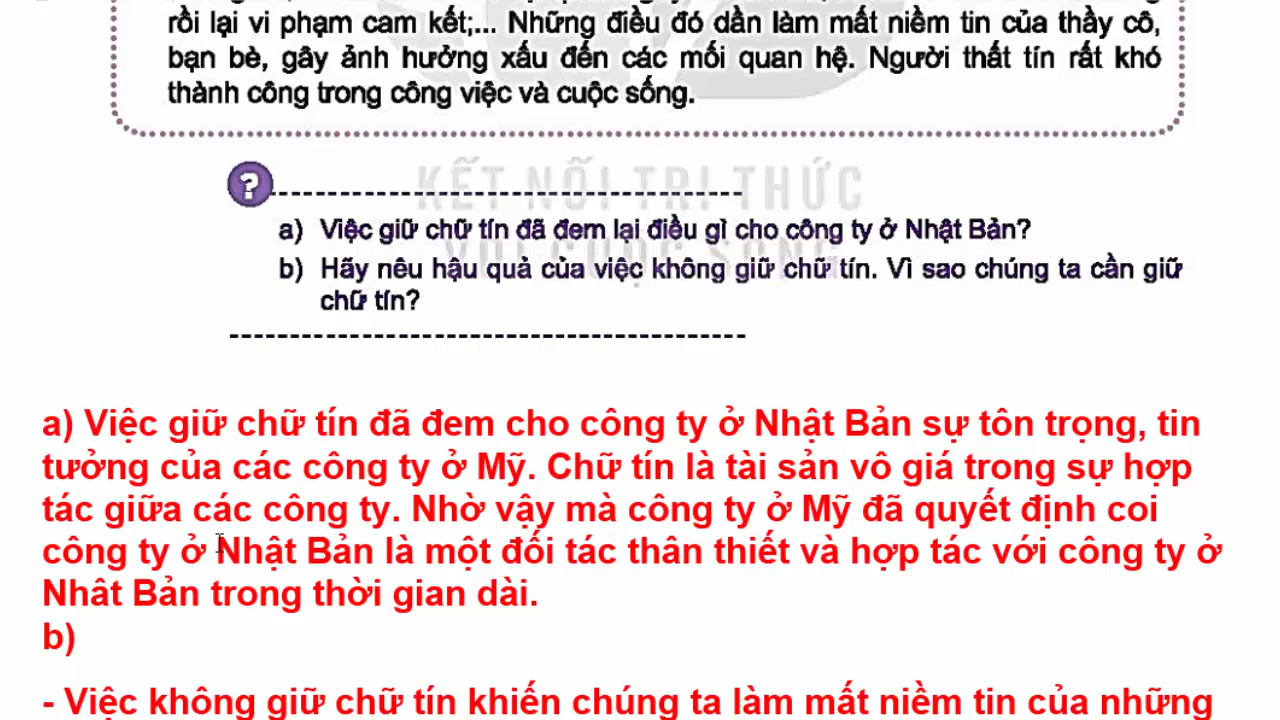 rồi lại vi phạm cam kết;... Những điều đó dần làm mất niềm tin của thầy cô,
bạn bè, gây ảnh hưởng xấu đến các mối quan hệ. Người thất tín rất khó
thành công trong công việc và cuộc sống.
KẾT NỐI TRI THỨC
?
a) Việc giữ chữ tín đã đem lại điều gì cho công ty ở Nhật Bản?
VỚI CUỘC SỐNG
b) Hãy nêu hậu quả của việc không giữ chữ tín. Vì sao chúng ta cần giữ
chữ tín?
a) Việc giữ chữ tín đã đem cho công ty ở Nhật Bản sự tôn trọng, tin
tưởng của các công ty ở Mỹ. Chữ tín là tài sản vô giá trong sự hợp
tác giữa các công ty. Nhờ vậy mà công ty ở Mỹ đã quyết định coi
công ty ở Nhật Bản là một đối tác thân thiết và hợp tác với công ty ở
Nhât Bản trong thời gian dài.
b)
- Việc không giữ chữ tín khiến chúng ta làm mất niềm tin của những